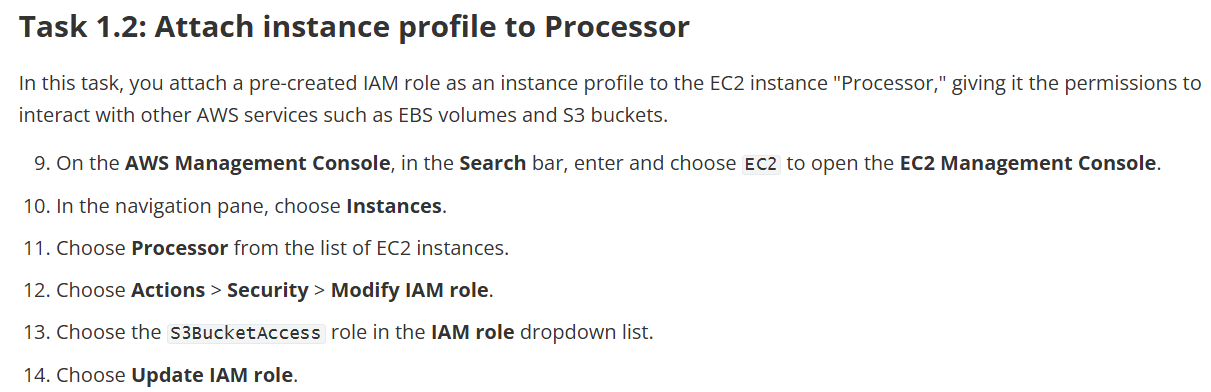 Task 1.2: Attach instance profile to Processor
In this task, you attach a pre-created IAM role as an instance profile to the EC2 instance "Processor," giving it the permissions to
interact with other AWS services such as EBS volumes and S3 buckets.
9. On the AWS Management Console, in the Search bar, enter and choose EC2 to open the EC2 Management Console.
10. In the navigation pane, choose Instances.
11. Choose Processor from the list of EC2 instances.
12. Choose Actions > Security > Modify IAM role.
13. Choose the S3BucketAccess role in the IAM role dropdown list.
14. Choose Update IAM role.